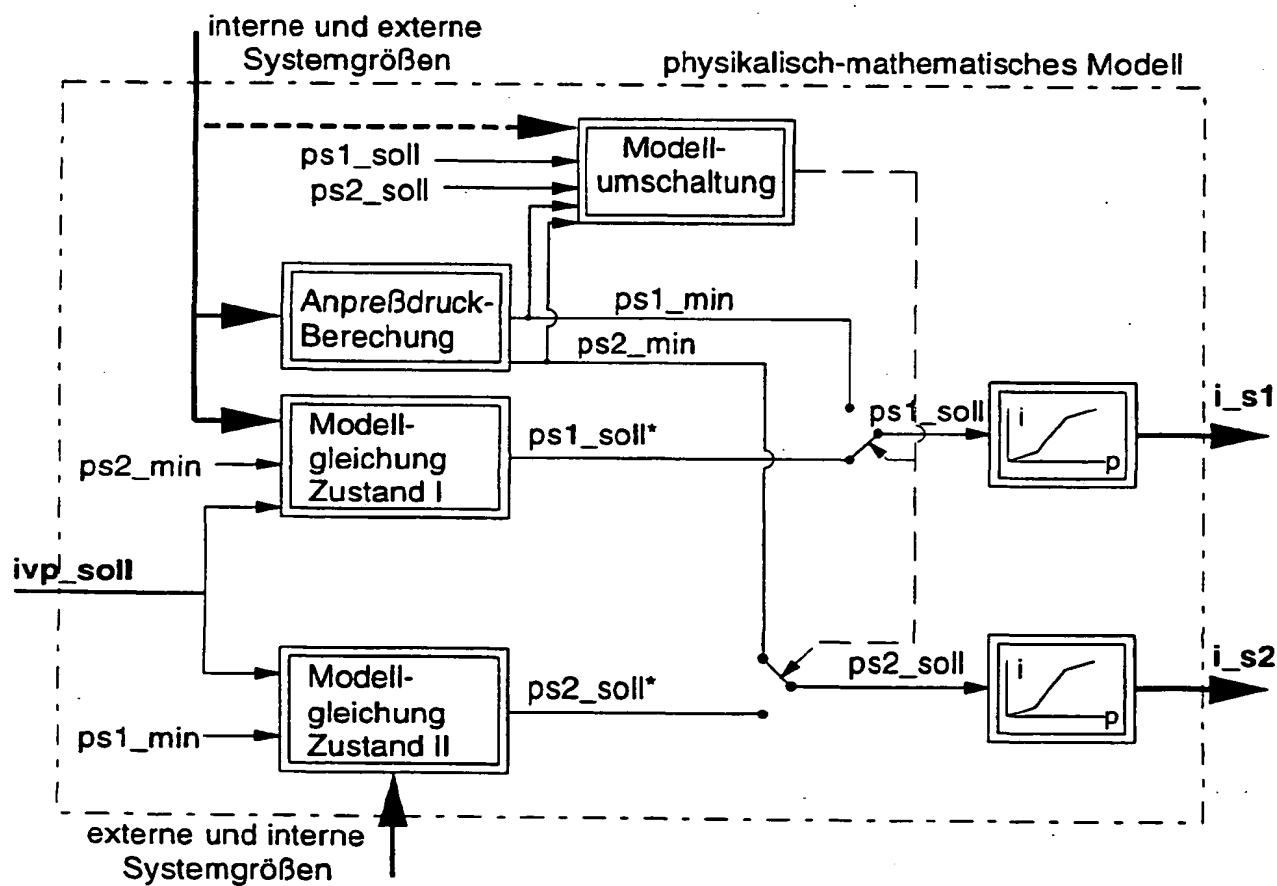 interne und externe
Systemgrößen
physikalisch-mathematisches Modell
ps1_soll
ps2_soll
Modell-
umschaltung
Anpreßdruck-
Berechung
ps1_min
ps2_min
Modell-
gleichung
Zustand I
ps2_min
ps1_soll*
ps1_soll
i
p
i_s1
ivp_soll
Modell-
gleichung
Zustand II
ps1_min
ps2_soll*
ps2_soll
i
p
i_s2
externe und interne
Systemgrößen